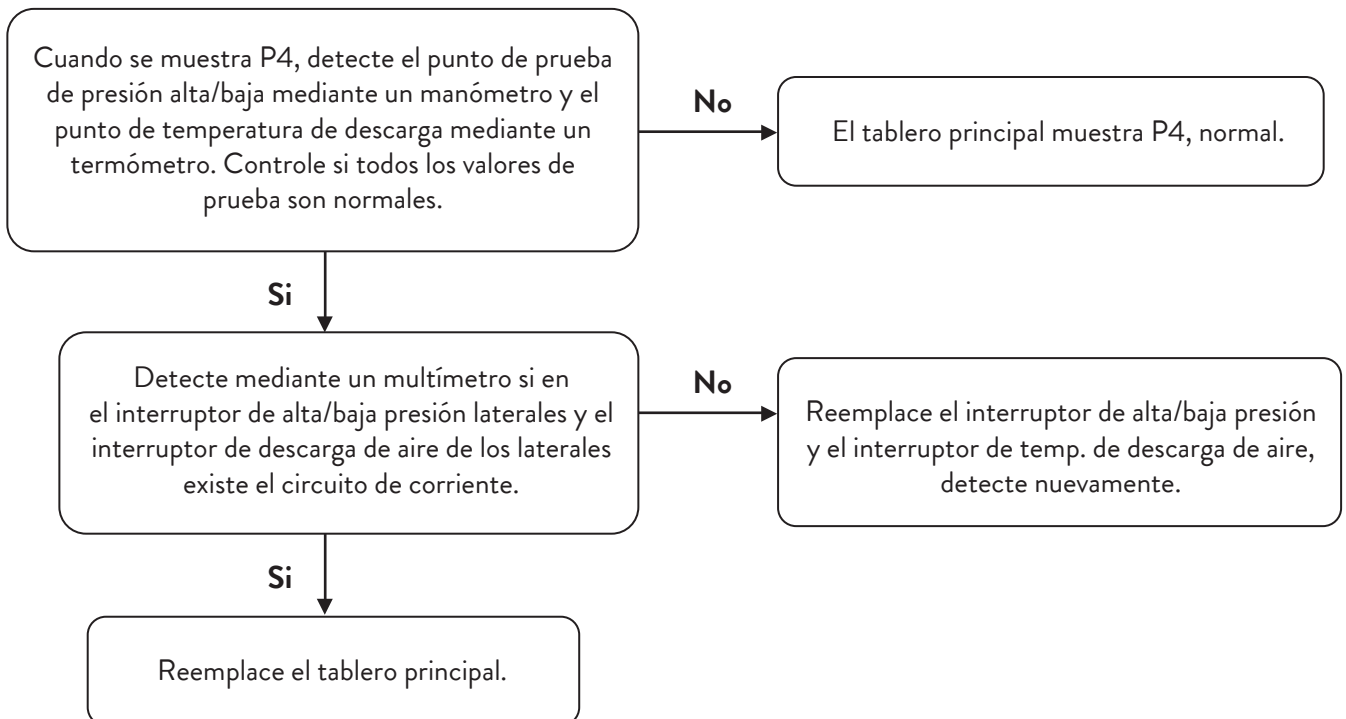 Cuando se muestra P4, detecte el punto de prueba
de presión alta/baja mediante un manómetro y el
punto de temperatura de descarga mediante un
termómetro. Controle si todos los valores de
prueba son normales.
No
El tablero principal muestra P4, normal.
Si
Detecte mediante un multímetro si en
el interruptor de alta/baja presión laterales y el
interruptor de descarga de aire de los laterales
existe el circuito de corriente.
No
Reemplace el interruptor de alta/baja presión
y el interruptor de temp. de descarga de aire,
detecte nuevamente.
Si
Reemplace el tablero principal.